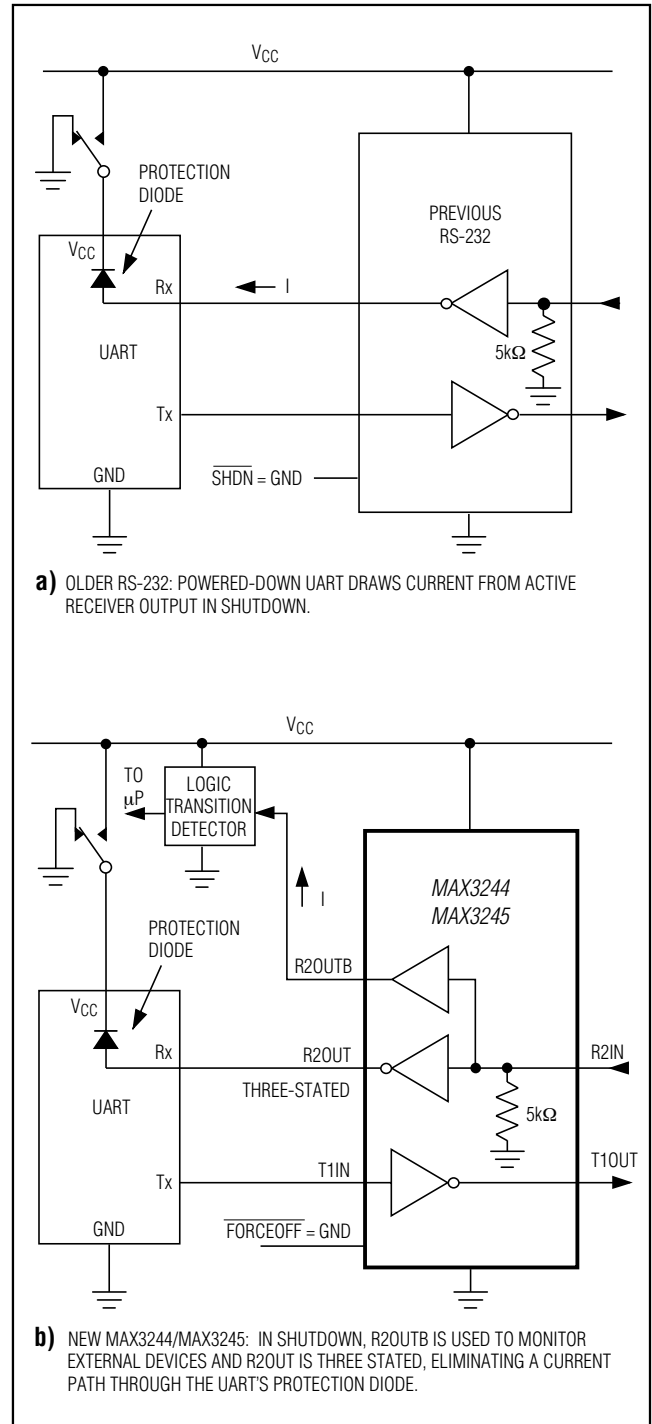 VCC
PROTECTION
DIODE
PREVIOUS
RS-232
VCC
Rx
I
UART
5kΩ
Tx
GND
SHDN = GND
a) OLDER RS-232: POWERED-DOWN UART DRAWS CURRENT FROM ACTIVE
RECEIVER OUTPUT IN SHUTDOWN.
VCC
TO
μP
LOGIC
TRANSITION
DETECTOR
I
MAX3244
MAX3245
PROTECTION
DIODE
R2OUTB
VCC
Rx
R2OUT
R2IN
THREE-STATED
UART
5kΩ
Tx
T1IN
T1OUT
GND
FORCEOFF = GND
b) NEW MAX3244/MAX3245: IN SHUTDOWN, R2OUTB IS USED TO MONITOR
EXTERNAL DEVICES AND R2OUT IS THREE STATED, ELIMINATING A CURRENT
PATH THROUGH THE UART'S PROTECTION DIODE.